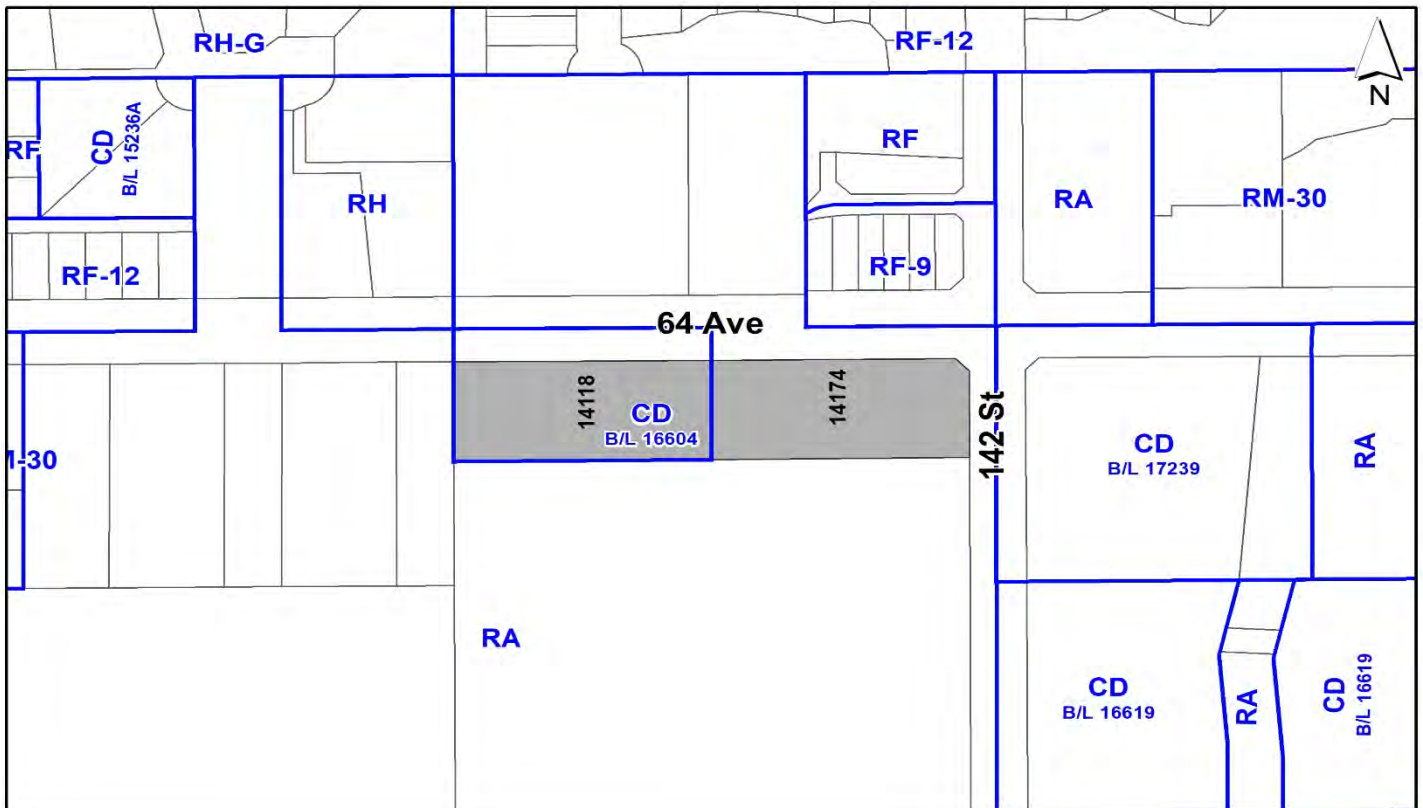 RH-G
RF-12
N
RF
CD
B/L 15236A
RF
RH
RA
RM-30
RF-12
RF-9
64 Ave
14118
CD
B/L 16604
14174
142 St
CD
B/L 17239
RA
M-30
RA
CD
B/L 16619
RA
CD
B/L 16619